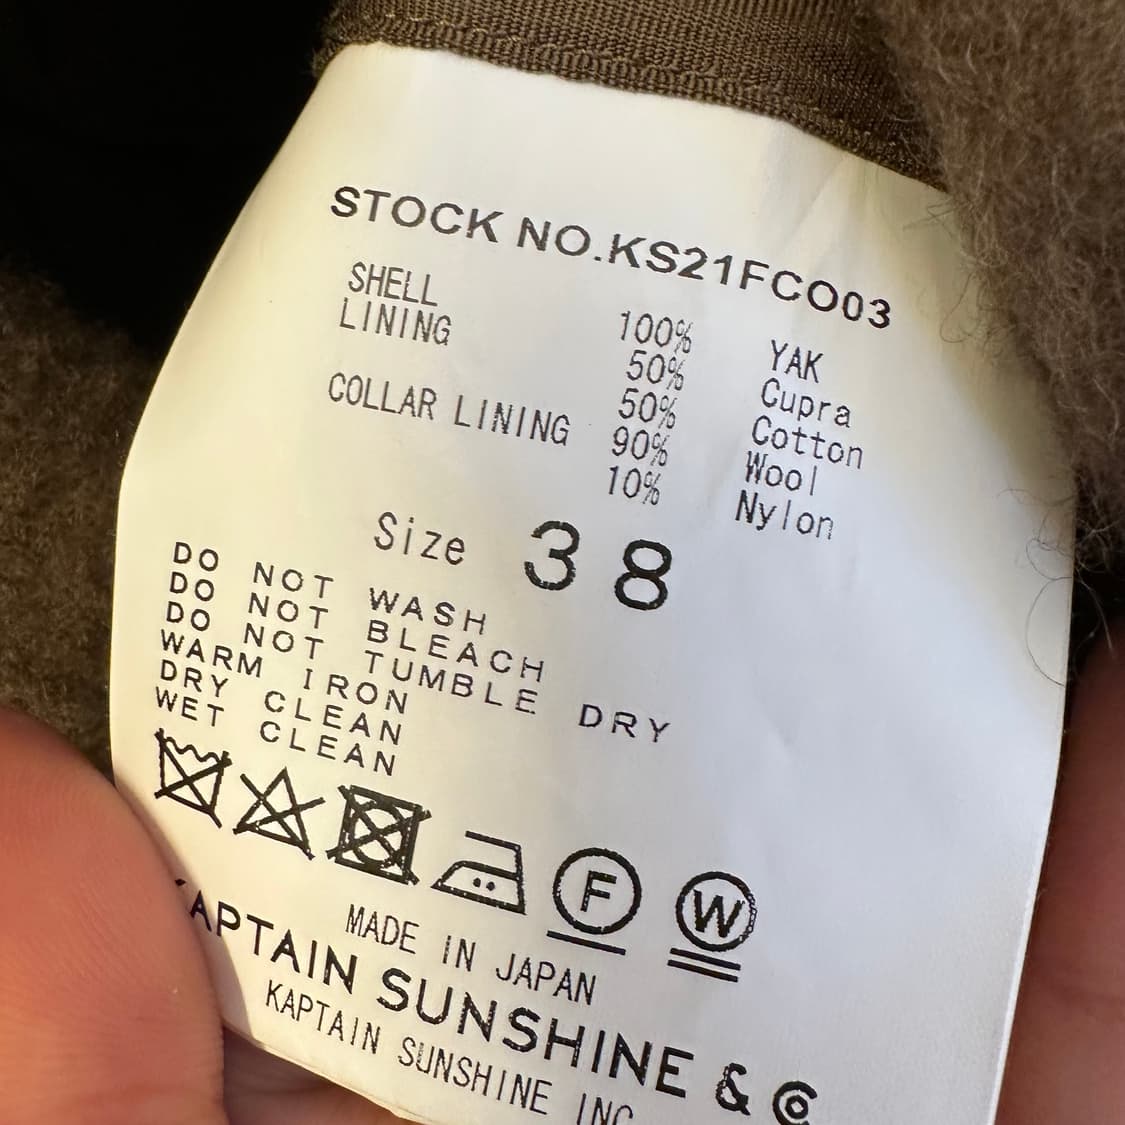 STOCK NO.KS21FCO03
SHELL 100% YAK
LINING 50% Cupra
50% Cotton
COLLAR LINING 90% Wool
10% Nylon
Size 38
DO NOT WASH
DO NOT BLEACH
DO NOT TUMBLE DRY
WARM IRON
DRY CLEAN
WET CLEAN
F W
MADE IN JAPAN
KAPTAIN SUNSHINE & Co
KAPTAIN SUNSHINE INC